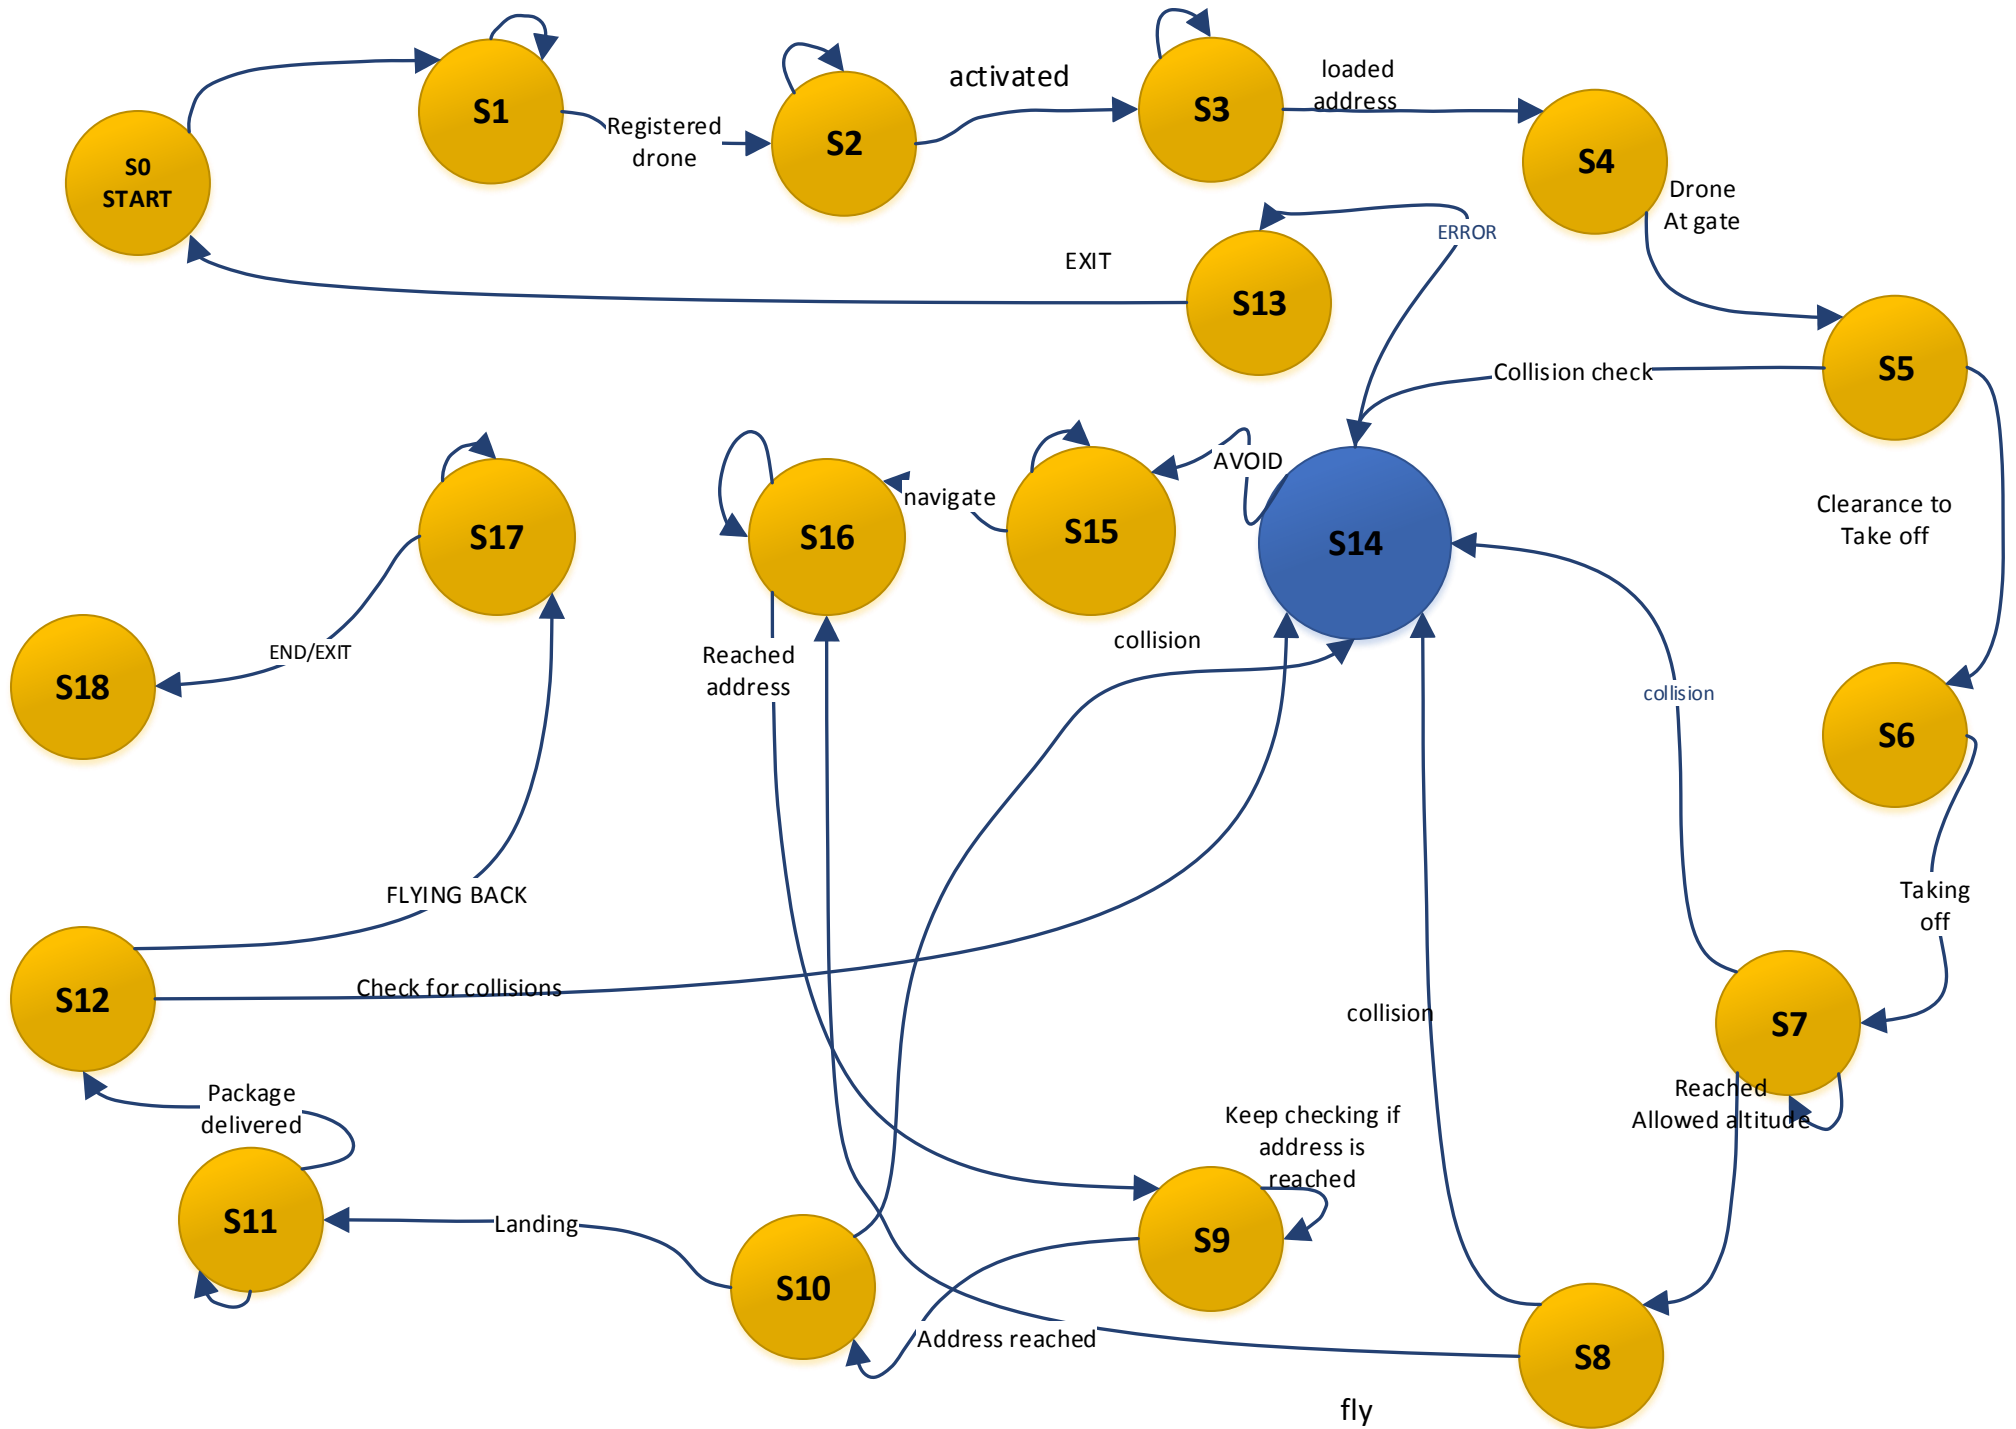 S0
START
S1
Registered
drone
S2
activated
S3
loaded
address
S4
Drone
At gate
ERROR
EXIT
S13
Collision check
S5
Clearance to
Take off
S17
S16
navigate
S15
AVOID
S14
END/EXIT
S18
Reached
address
collision
collision
S6
Taking
off
FLYING BACK
S12
Check for collisions
collision
S7
Reached
Allowed altitude
Package
delivered
Keep checking if
address is
reached
S11
Landing
S10
S9
Address reached
S8
fly